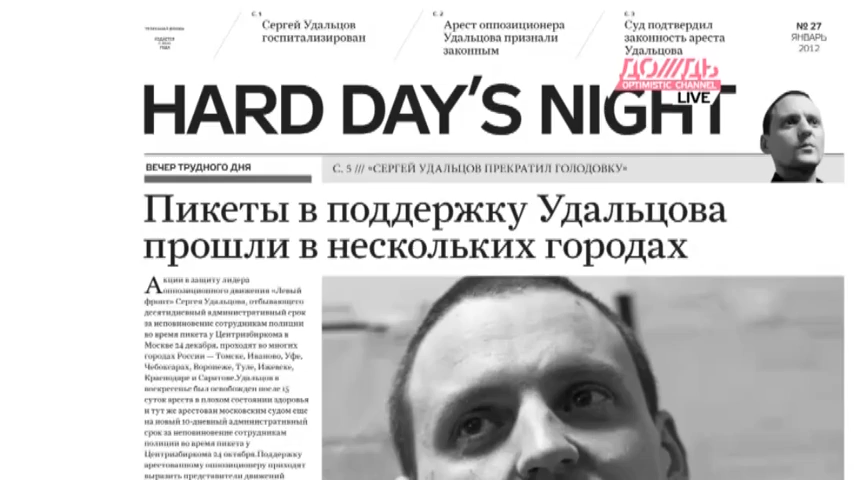 С. 1
Сергей Удальцов
госпитализирован
С. 2
Арест оппозиционера
Удальцова признали
законным
С. 3
Суд подтвердил
законность ареста
Удальцова
№ 27
ЯНВАРЬ
2012
ДОЖДЬ
OPTIMISTIC CHANNEL
LIVE
HARD DAY’S NIGHT
ВЕЧЕР ТРУДНОГО ДНЯ
С. 5 /// «СЕРГЕЙ УДАЛЬЦОВ ПРЕКРАТИЛ ГОЛОДОВКУ»
Пикеты в поддержку Удальцова
прошли в нескольких городах
Акции в защиту лидера
оппозиционного движения «Левый
фронт» Сергея Удальцова, отбывающего
десятидневный административный срок
за неповиновение сотрудникам полиции
во время пикета у Центризбиркома в
Москве 24 декабря, проходят во многих
городах России — Томске, Иваново, Уфе,
Чебоксарах, Воронеже, Туле, Ижевске,
Краснодаре и Саратове.Удальцов в
воскресенье был освобожден после 15
суток ареста в плохом состоянии здоровья
и тут же арестован московским судом еще
на новый 10-дневный административный
срок за неповиновение сотрудникам
полиции во время пикета у
Центризбиркома 24 октября.Поддержку
арестованному оппозиционеру приходят
выразить представители движений